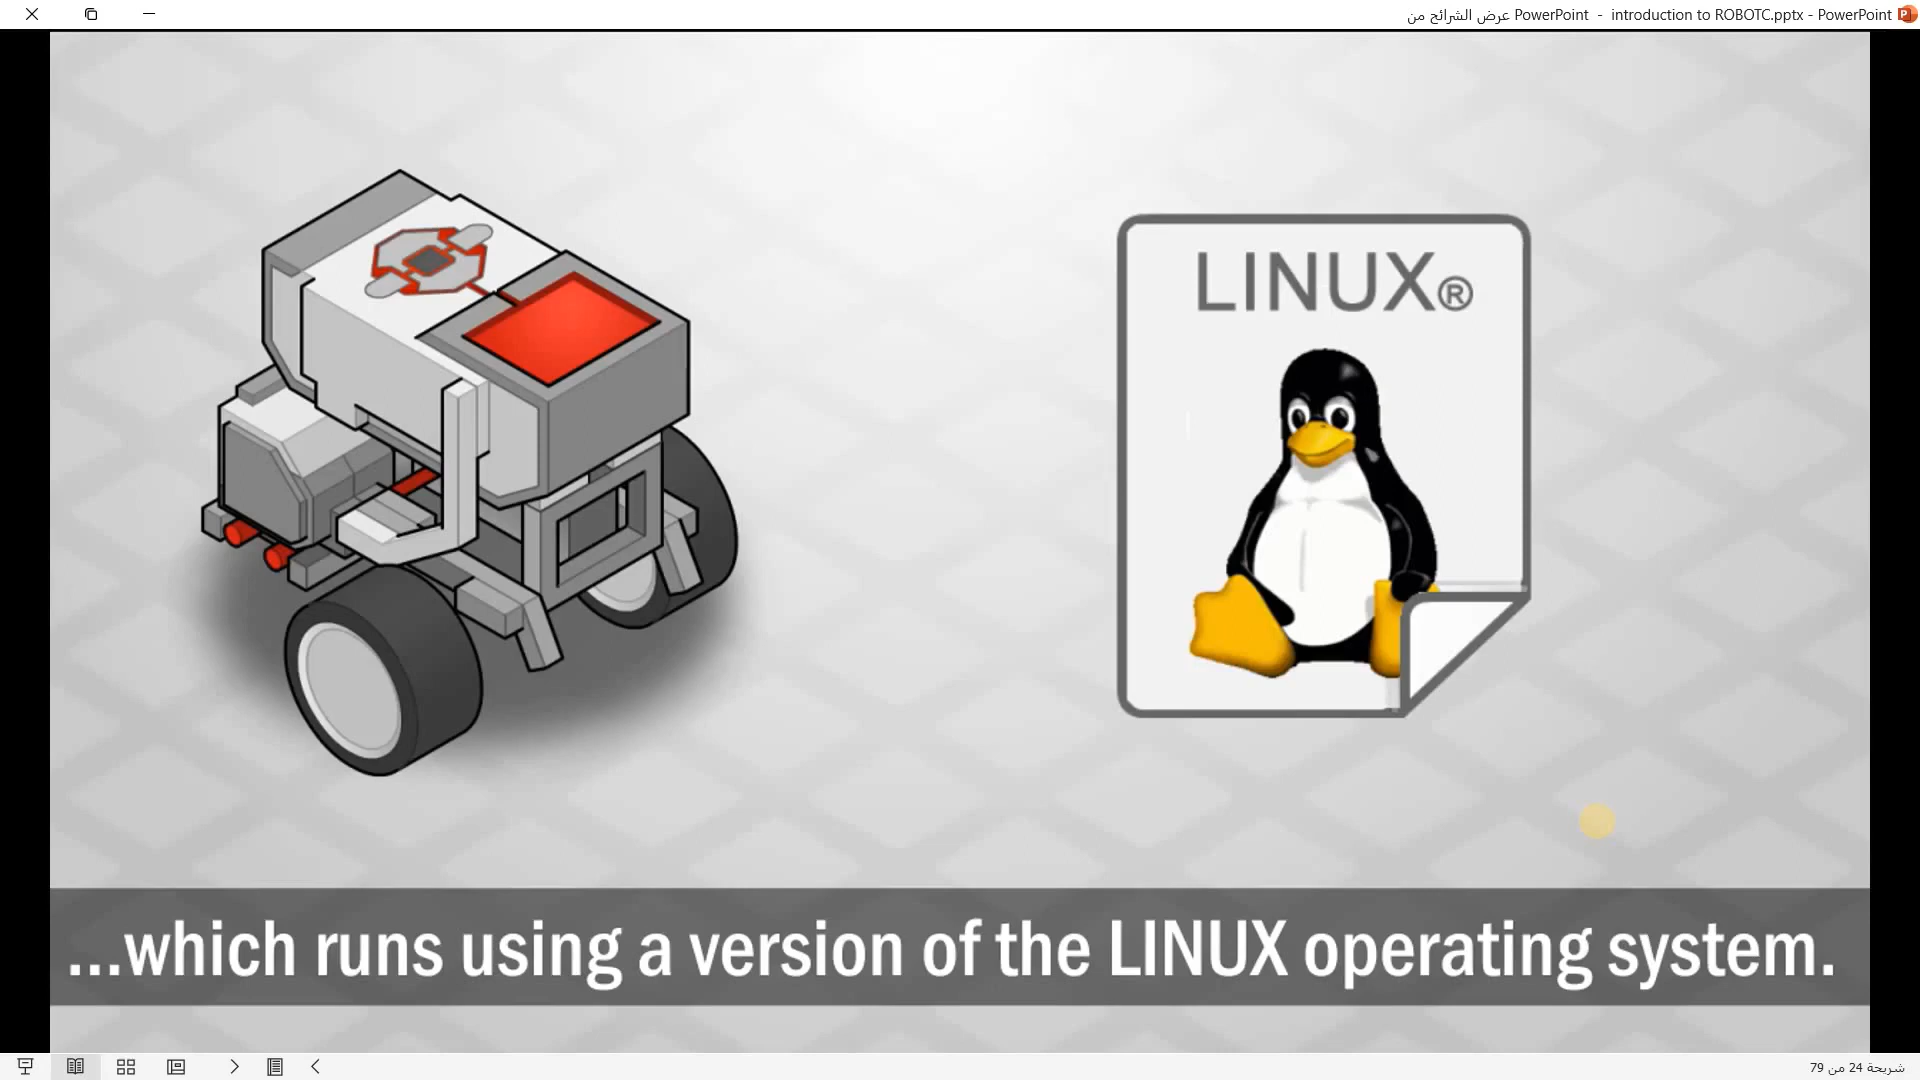 عرض الشرائح من PowerPoint - introduction to ROBOTC.pptx - PowerPoint
LINUX®
...which runs using a version of the LINUX operating system.
شريحة 24 من 79